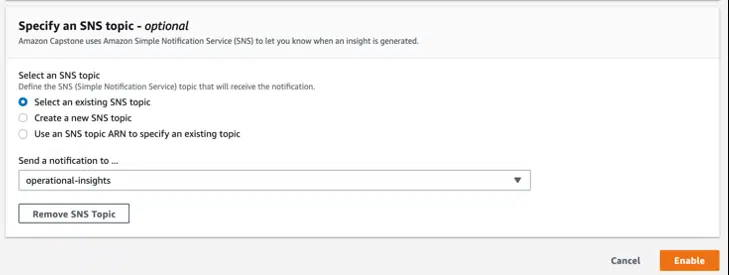 Specify an SNS topic - optional
Amazon Capstone uses Amazon Simple Notification Service (SNS) to let you know when an insight is generated.
Select an SNS topic
Define the SNS (Simple Notification Service) topic that will receive the notification.
Select an existing SNS topic
Create a new SNS topic
Use an SNS topic ARN to specify an existing topic
Send a notification to ...
operational-insights
Remove SNS Topic
Cancel Enable